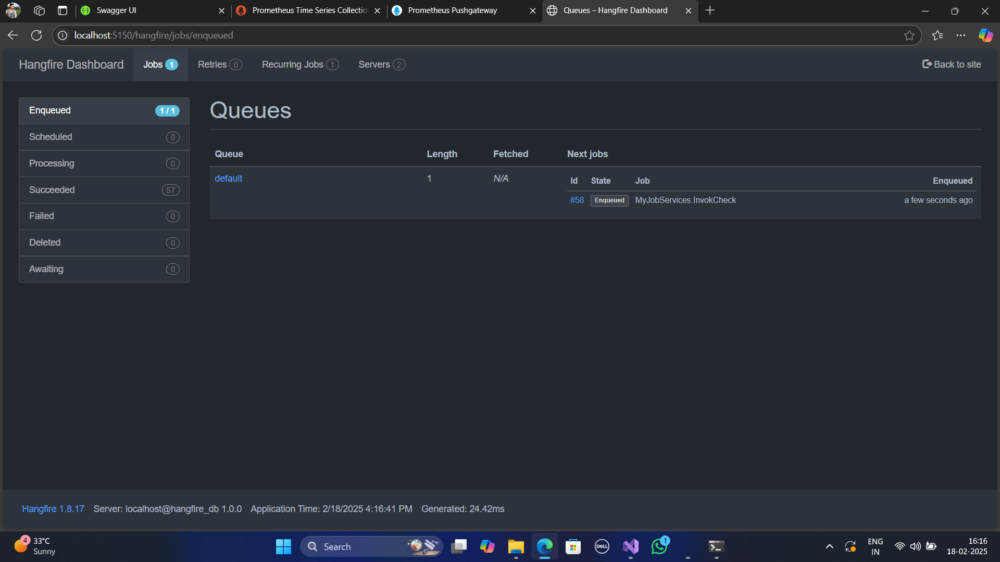 Swagger UI
Prometheus Time Series Collectio
Prometheus Pushgateway
Queues – Hangfire Dashboard
localhost:5150/hangfire/jobs/enqueued
Hangfire Dashboard
Jobs 1
Retries 0
Recurring Jobs 1
Servers 2
Back to site
Enqueued 1 / 1
Scheduled 0
Processing 0
Succeeded 57
Failed 0
Deleted 0
Awaiting 0
Queues
Queue Length Fetched Next jobs
default 1 N/A
Id State Job Enqueued
#58 Enqueued MyJobServices.InvokCheck a few seconds ago
Hangfire 1.8.17 Server: localhost@hangfire_db 1.0.0 Application Time: 2/18/2025 4:16:41 PM Generated: 24.42ms
4
33°C
Sunny
Search
DELL
1
ENG
IN
16:16
18-02-2025